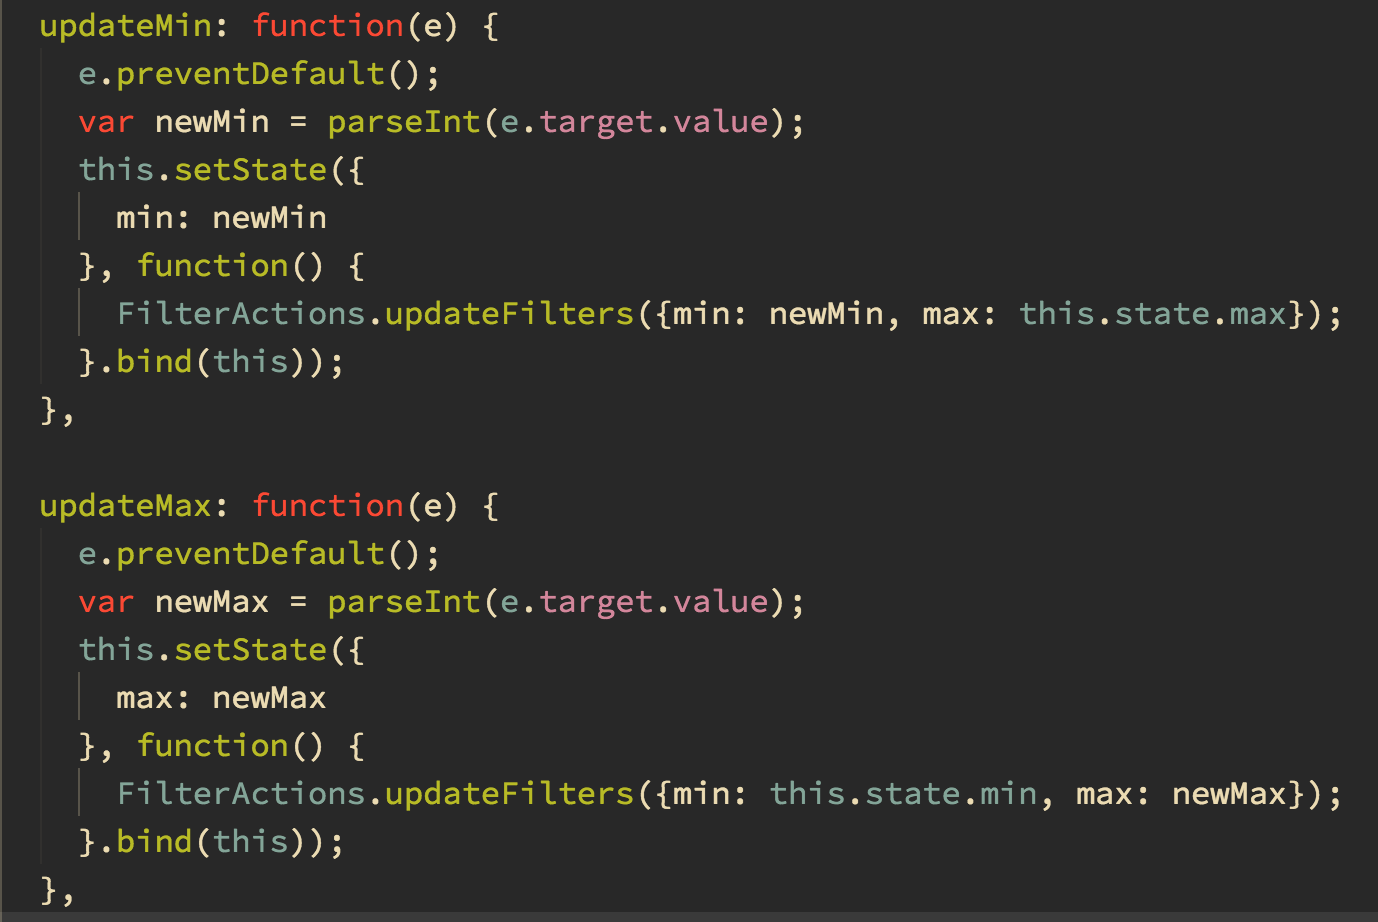 updateMin: function(e) {
  e.preventDefault();
  var newMin = parseInt(e.target.value);
  this.setState({
    min: newMin
  }, function() {
    FilterActions.updateFilters({min: newMin, max: this.state.max});
  }.bind(this));
},

updateMax: function(e) {
  e.preventDefault();
  var newMax = parseInt(e.target.value);
  this.setState({
    max: newMax
  }, function() {
    FilterActions.updateFilters({min: this.state.min, max: newMax});
  }.bind(this));
},